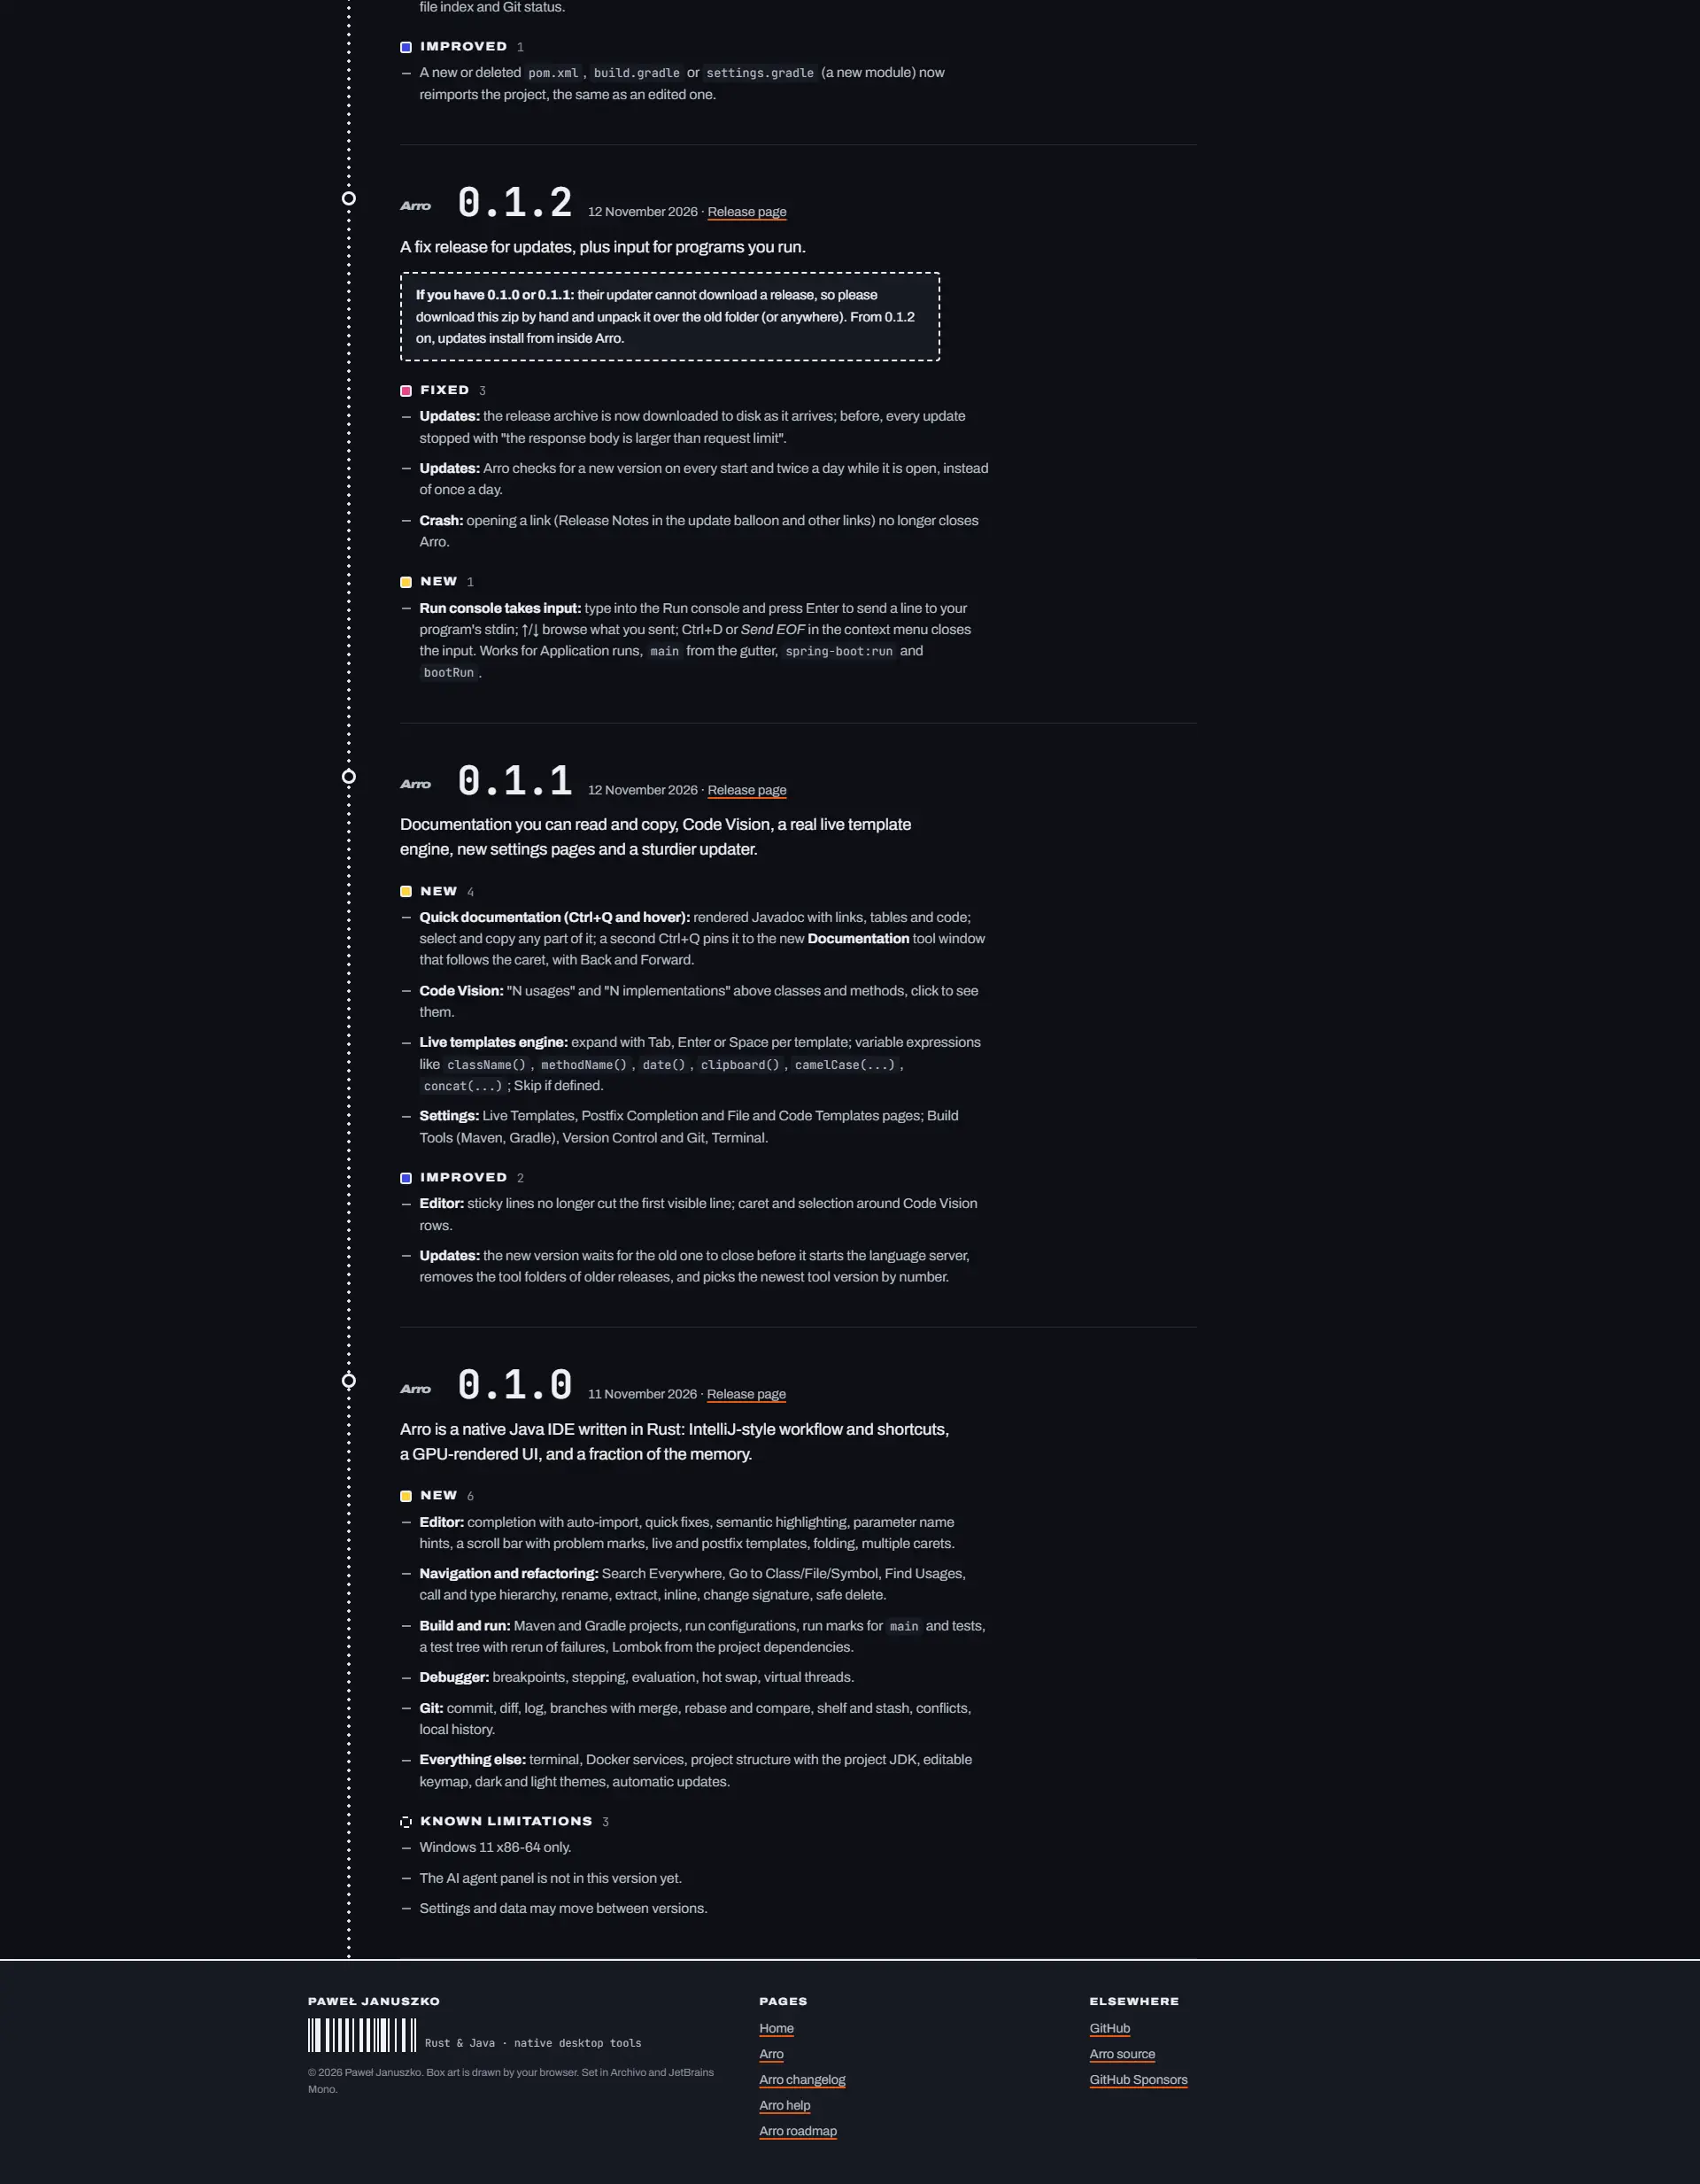 file index and Git status.
IMPROVED 1
– A new or deleted pom.xml, build.gradle or settings.gradle (a new module) now
reimports the project, the same as an edited one.
Arro 0.1.2 12 November 2026 · Release page
A fix release for updates, plus input for programs you run.
If you have 0.1.0 or 0.1.1: their updater cannot download a release, so please
download this zip by hand and unpack it over the old folder (or anywhere). From 0.1.2
on, updates install from inside Arro.
FIXED 3
– Updates: the release archive is now downloaded to disk as it arrives; before, every update
stopped with "the response body is larger than request limit".
– Updates: Arro checks for a new version on every start and twice a day while it is open, instead
of once a day.
– Crash: opening a link (Release Notes in the update balloon and other links) no longer closes
Arro.
NEW 1
– Run console takes input: type into the Run console and press Enter to send a line to your
program's stdin; ↑/↓ browse what you sent; Ctrl+D or Send EOF in the context menu closes
the input. Works for Application runs, main from the gutter, spring-boot:run and
bootRun.
Arro 0.1.1 12 November 2026 · Release page
Documentation you can read and copy, Code Vision, a real live template
engine, new settings pages and a sturdier updater.
NEW 4
– Quick documentation (Ctrl+Q and hover): rendered Javadoc with links, tables and code;
select and copy any part of it; a second Ctrl+Q pins it to the new Documentation tool window
that follows the caret, with Back and Forward.
– Code Vision: "N usages" and "N implementations" above classes and methods, click to see
them.
– Live templates engine: expand with Tab, Enter or Space per template; variable expressions
like className(), methodName(), date(), clipboard(), camelCase(...),
concat(...); Skip if defined.
– Settings: Live Templates, Postfix Completion and File and Code Templates pages; Build
Tools (Maven, Gradle), Version Control and Git, Terminal.
IMPROVED 2
– Editor: sticky lines no longer cut the first visible line; caret and selection around Code Vision
rows.
– Updates: the new version waits for the old one to close before it starts the language server,
removes the tool folders of older releases, and picks the newest tool version by number.
Arro 0.1.0 11 November 2026 · Release page
Arro is a native Java IDE written in Rust: IntelliJ-style workflow and shortcuts,
a GPU-rendered UI, and a fraction of the memory.
NEW 6
– Editor: completion with auto-import, quick fixes, semantic highlighting, parameter name
hints, a scroll bar with problem marks, live and postfix templates, folding, multiple carets.
– Navigation and refactoring: Search Everywhere, Go to Class/File/Symbol, Find Usages,
call and type hierarchy, rename, extract, inline, change signature, safe delete.
– Build and run: Maven and Gradle projects, run configurations, run marks for main and tests,
a test tree with rerun of failures, Lombok from the project dependencies.
– Debugger: breakpoints, stepping, evaluation, hot swap, virtual threads.
– Git: commit, diff, log, branches with merge, rebase and compare, shelf and stash, conflicts,
local history.
– Everything else: terminal, Docker services, project structure with the project JDK, editable
keymap, dark and light themes, automatic updates.
KNOWN LIMITATIONS 3
– Windows 11 x86-64 only.
– The AI agent panel is not in this version yet.
– Settings and data may move between versions.
PAWEŁ JANUSZKO
Rust & Java · native desktop tools
© 2026 Paweł Januszko. Box art is drawn by your browser. Set in Archivo and JetBrains
Mono.
PAGES
Home
Arro
Arro changelog
Arro help
Arro roadmap
ELSEWHERE
GitHub
Arro source
GitHub Sponsors